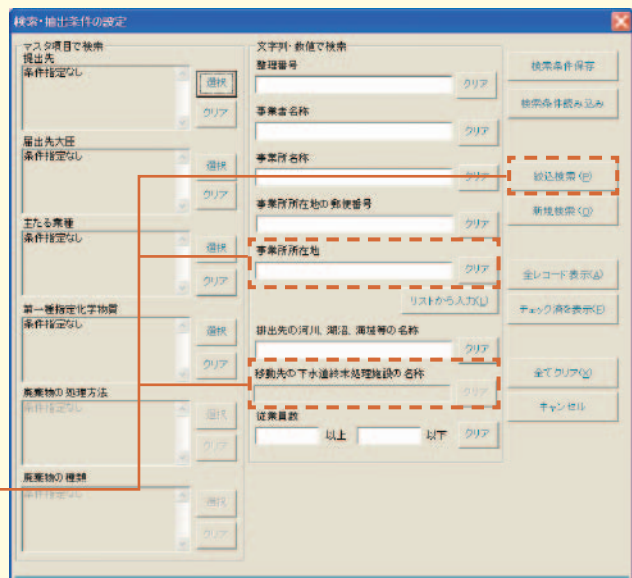 検索・抽出条件の設定
マスタ項目で検索
提出先
条件指定なし
選択
クリア
届出先大臣
条件指定なし
選択
クリア
主たる業種
条件指定なし
選択
クリア
第一種指定化学物質
条件指定なし
選択
クリア
廃棄物の処理方法
条件指定なし
選択
クリア
廃棄物の種類
条件指定なし
選択
クリア
文字列・数値で検索
整理番号
クリア
事業者名称
クリア
事業所名称
クリア
事業所所在地の郵便番号
クリア
事業所所在地
クリア
リストから入力(L)
排出先の河川、湖沼、海域等の名称
クリア
移動先の下水道終末処理施設の名称
クリア
従業員数
以上
以下
クリア
検索条件保存
検索条件読み込み
絞込検索(P)
新規検索(O)
全レコード表示(A)
チェック済を表示(E)
全てクリア(X)
キャンセル